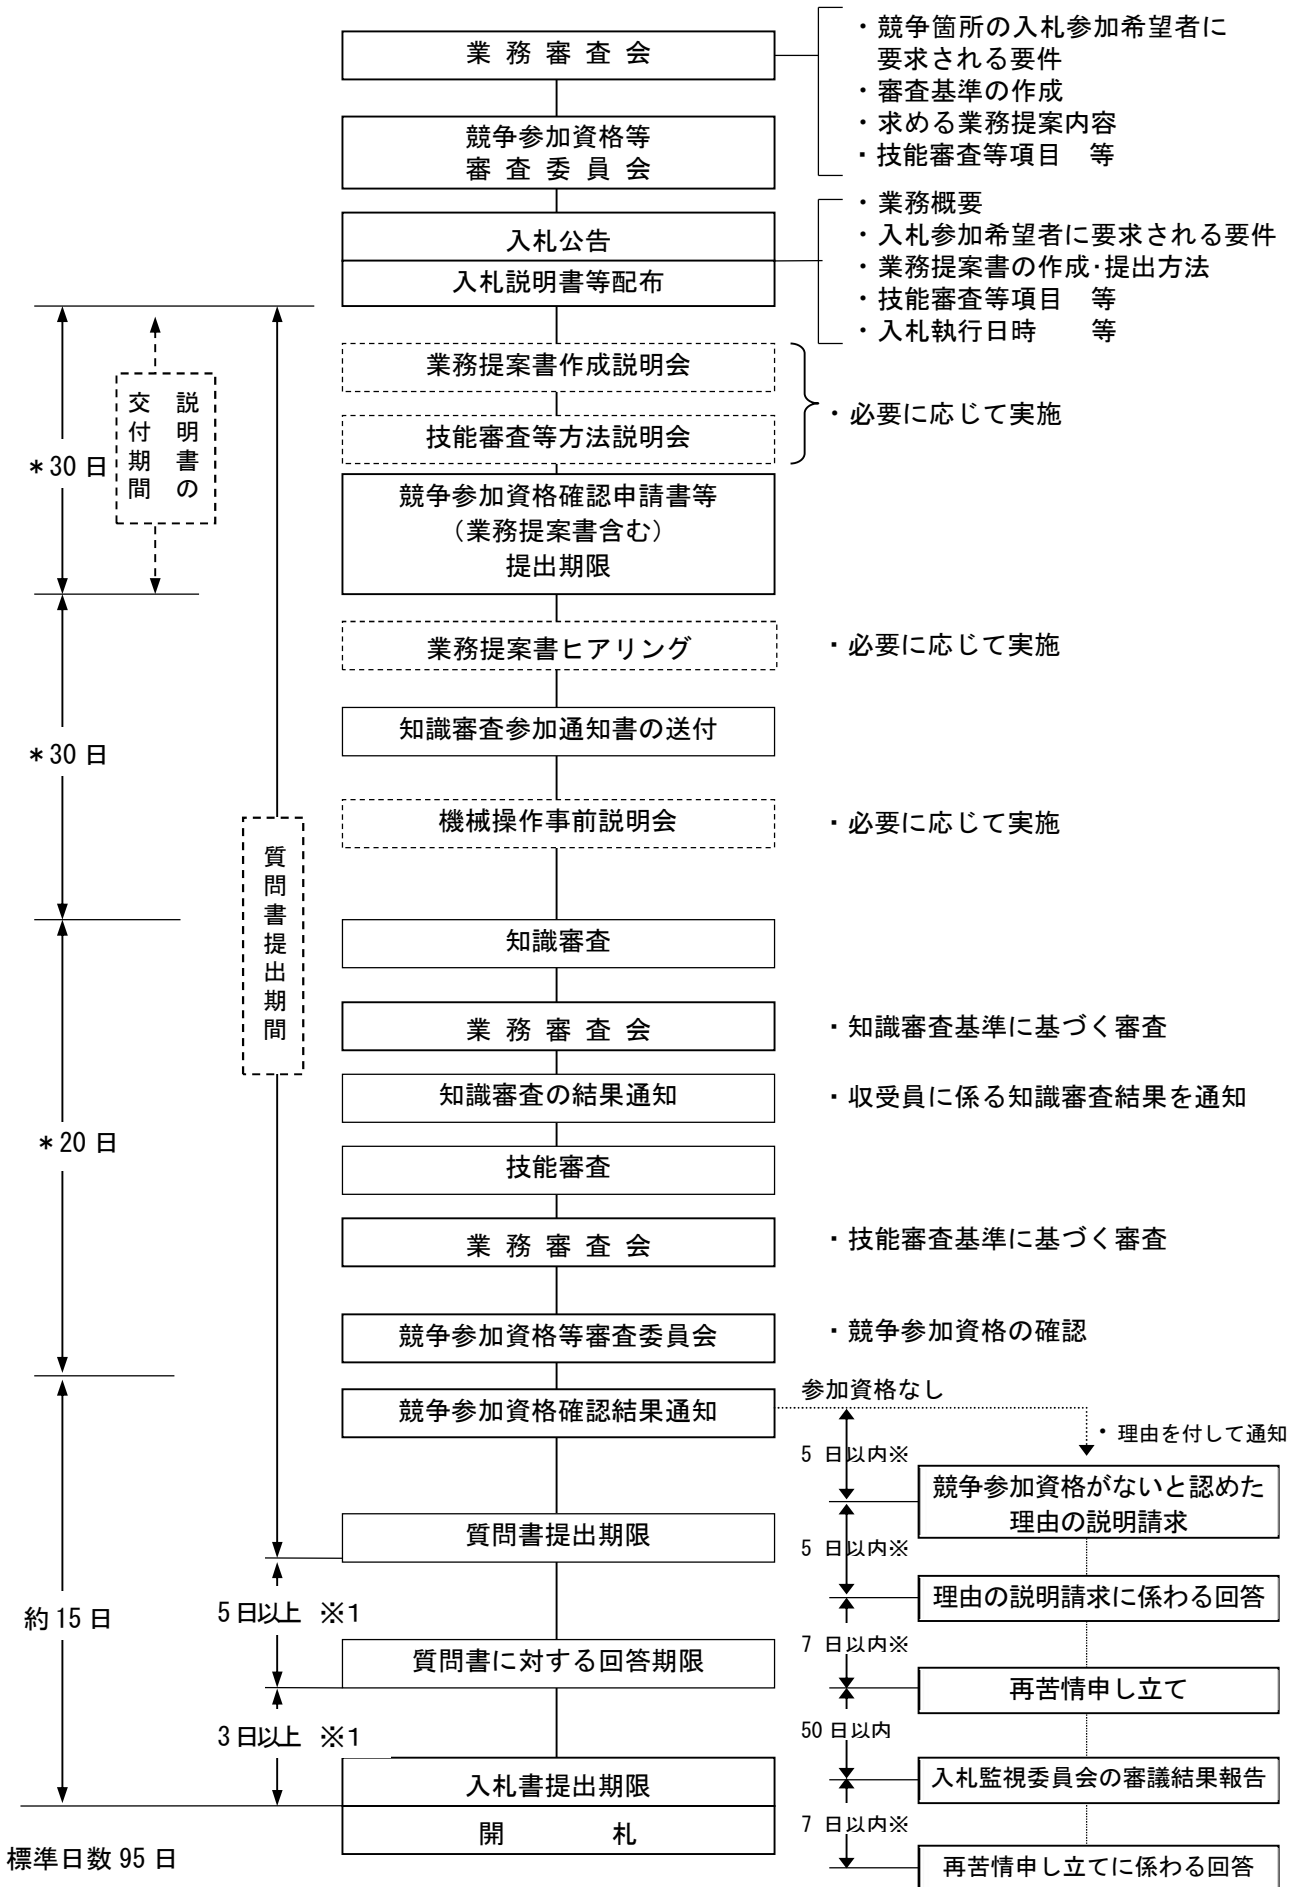 業 務 審 査 会
・競争箇所の入札参加希望者に
要求される要件
・審査基準の作成
・求める業務提案内容
・技能審査等項目　等
競争参加資格等
審 査 委 員 会
入札公告
入札説明書等配布
・業務概要
・入札参加希望者に要求される要件
・業務提案書の作成･提出方法
・技能審査等項目　等
・入札執行日時　　等
業務提案書作成説明会
技能審査等方法説明会
・必要に応じて実施
説明書の
交付期間
＊30 日
競争参加資格確認申請書等
（業務提案書含む）
提出期限
業務提案書ヒアリング
・必要に応じて実施
知識審査参加通知書の送付
＊30 日
機械操作事前説明会
・必要に応じて実施
質問書提出期間
知識審査
業 務 審 査 会
・知識審査基準に基づく審査
知識審査の結果通知
・収受員に係る知識審査結果を通知
＊20 日
技能審査
業 務 審 査 会
・技能審査基準に基づく審査
競争参加資格等審査委員会
・競争参加資格の確認
競争参加資格確認結果通知
参加資格なし
・ 理由を付して通知
5 日以内※
競争参加資格がないと認めた
理由の説明請求
質問書提出期限
5 日以内※
理由の説明請求に係わる回答
約 15 日
5 日以上 ※1
7 日以内※
質問書に対する回答期限
再苦情申し立て
3 日以上 ※1
50 日以内
入札書提出期限
入札監視委員会の審議結果報告
開　　　札
7 日以内※
標準日数 95 日
再苦情申し立てに係わる回答